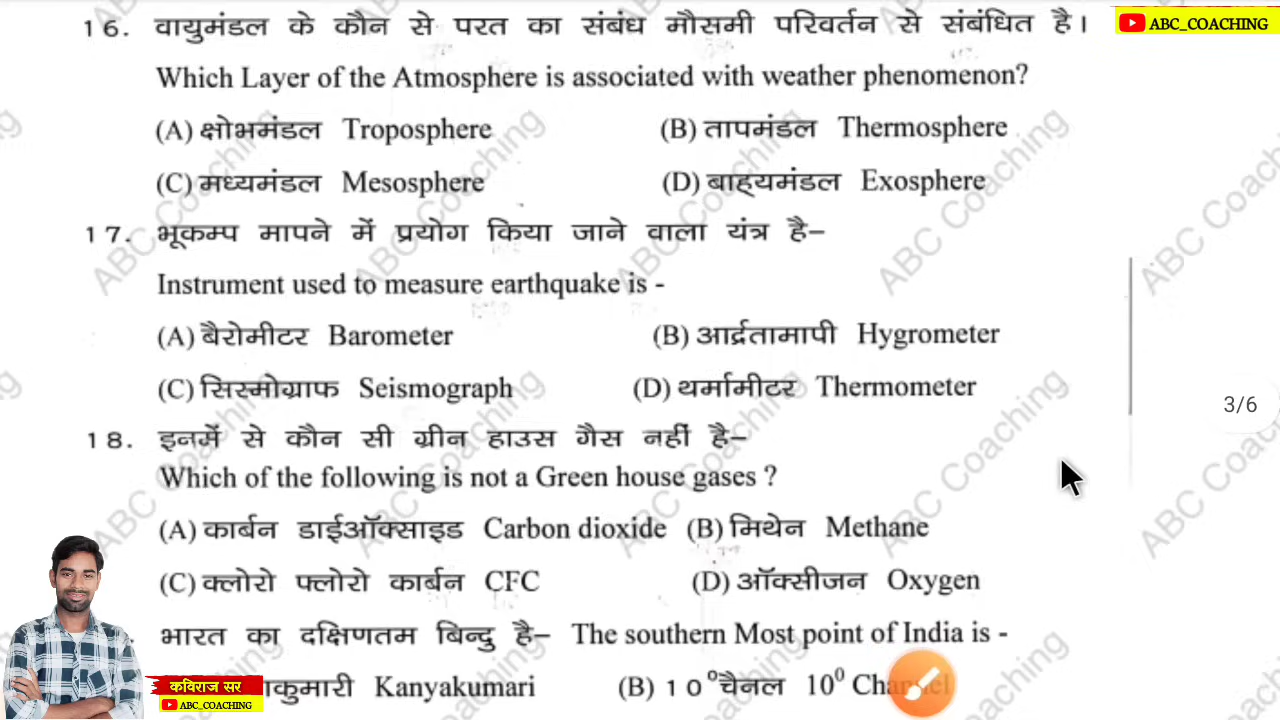 ABC_COACHING
16. वायुमंडल के कौन से परत का संबंध मौसमी परिवर्तन से संबंधित है।
Which Layer of the Atmosphere is associated with weather phenomenon?
(A) क्षोभमंडल Troposphere (B) तापमंडल Thermosphere
(C) मध्यमंडल Mesosphere (D) बाह्यमंडल Exosphere
17. भूकम्प मापने में प्रयोग किया जाने वाला यंत्र है–
Instrument used to measure earthquake is -
(A) बैरोमीटर Barometer (B) आर्द्रतामापी Hygrometer
(C) सिस्मोग्राफ Seismograph (D) थर्मामीटर Thermometer
3/6
18. इनमें से कौन सी ग्रीन हाउस गैस नहीं है–
Which of the following is not a Green house gases ?
(A) कार्बन डाईऑक्साइड Carbon dioxide (B) मिथेन Methane
(C) क्लोरो फ्लोरो कार्बन CFC (D) ऑक्सीजन Oxygen
भारत का दक्षिणतम बिन्दु है– The southern Most point of India is -
Kanyakumari (B) 10⁰चैनल 10⁰
कविराज सर
ABC_COACHING
ABC Coaching